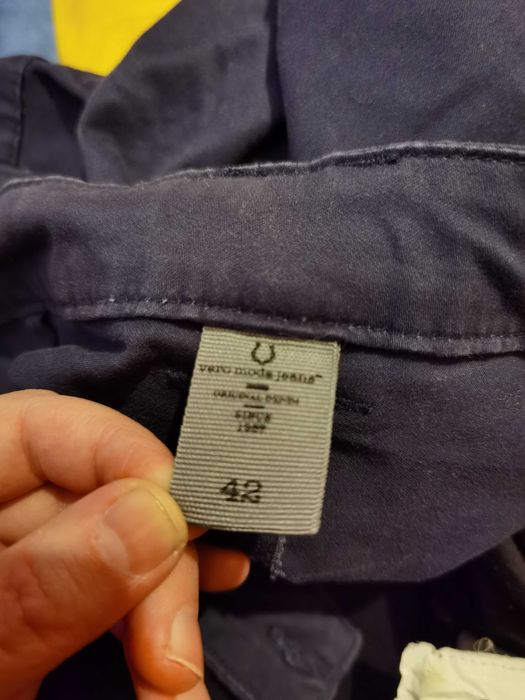 vero moda jeans™
ORIGINAL DENIM
SINCE
1987
42